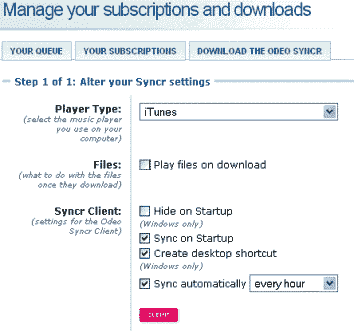 Manage your subscriptions and downloads
YOUR QUEUE
YOUR SUBSCRIPTIONS
DOWNLOAD THE ODEO SYNCR
Step 1 of 1: Alter your Syncr settings
Player Type:
(select the music player
you use on your
computer)
iTunes
Files:
(what to do with the files
once they download)
Play files on download
Syncr Client:
(settings for the Odeo
Syncr Client)
Hide on Startup
(Windows only)
Sync on Startup
Create desktop shortcut
(Windows only)
Sync automatically every hour